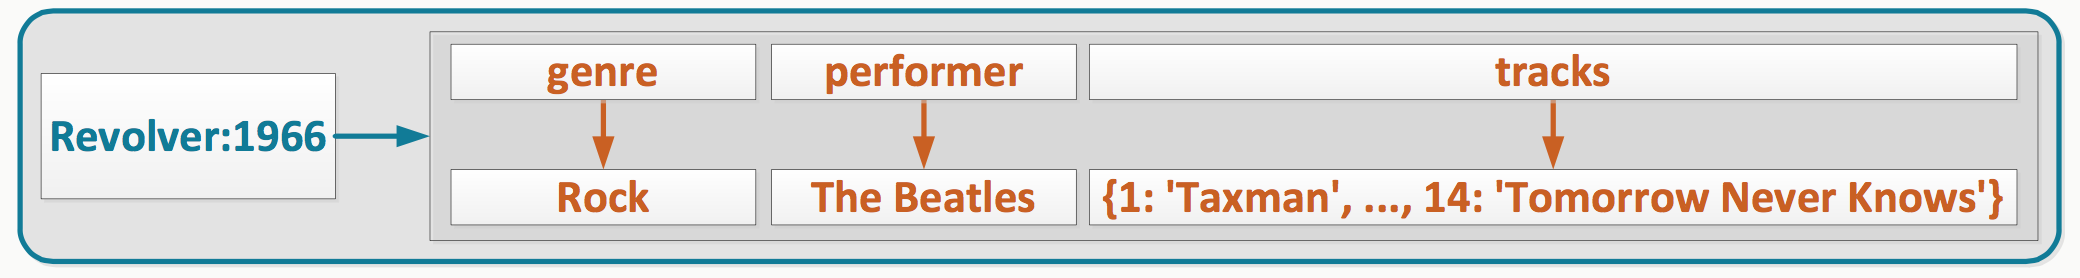 genre performer tracks
Revolver:1966
Rock The Beatles {1: 'Taxman', ..., 14: 'Tomorrow Never Knows'}